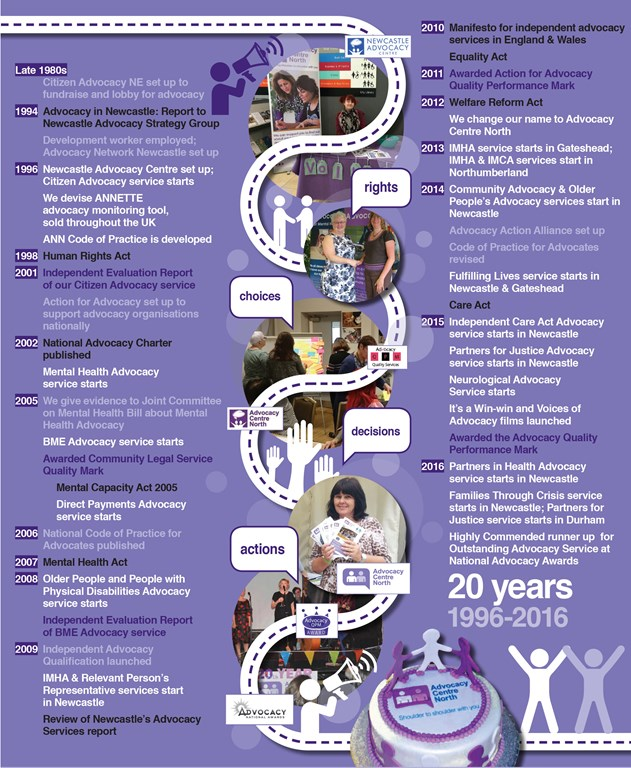 Late 1980s
Citizen Advocacy NE set up to
fundraise and lobby for advocacy
1994 Advocacy in Newcastle: Report to
Newcastle Advocacy Strategy Group
Development worker employed;
Advocacy Network Newcastle set up
1996 Newcastle Advocacy Centre set up;
Citizen Advocacy service starts
We devise ANNETTE
advocacy monitoring tool,
sold throughout the UK
ANN Code of Practice is developed
1998 Human Rights Act
2001 Independent Evaluation Report
of our Citizen Advocacy service
Action for Advocacy set up to
support advocacy organisations
nationally
2002 National Advocacy Charter
published
Mental Health Advocacy
service starts
2005 We give evidence to Joint Committee
on Mental Health Bill about Mental
Health Advocacy
BME Advocacy service starts
Awarded Community Legal Service
Quality Mark
Mental Capacity Act 2005
Direct Payments Advocacy
service starts
2006 National Code of Practice for
Advocates published
2007 Mental Health Act
2008 Older People and People with
Physical Disabilities Advocacy
service starts
Independent Evaluation Report
of BME Advocacy service
2009 Independent Advocacy
Qualification launched
IMHA & Relevant Person's
Representative services start
in Newcastle
Review of Newcastle's Advocacy
Services report
NEWCASTLE
ADVOCACY
CENTRE
rights
choices
Advocacy
QPM
Quality Services
Advocacy
Centre
North
decisions
actions
Advocacy
Centre
North
Advocacy
QPM
AWARD
20 YEAR
ADVOCACY
NATIONAL AWARDS
2010 Manifesto for independent advocacy
services in England & Wales
Equality Act
2011 Awarded Action for Advocacy
Quality Performance Mark
2012 Welfare Reform Act
We change our name to Advocacy
Centre North
2013 IMHA service starts in Gateshead;
IMHA & IMCA services start in
Northumberland
2014 Community Advocacy & Older
People's Advocacy services start in
Newcastle
Advocacy Action Alliance set up
Code of Practice for Advocates
revised
Fulfilling Lives service starts in
Newcastle & Gateshead
Care Act
2015 Independent Care Act Advocacy
service starts in Newcastle
Partners for Justice Advocacy
service starts in Newcastle
Neurological Advocacy
Service starts
It's a Win-win and Voices of
Advocacy films launched
Awarded the Advocacy Quality
Performance Mark
2016 Partners in Health Advocacy
service starts in Newcastle
Families Through Crisis service
starts in Newcastle; Partners for
Justice service starts in Durham
Highly Commended runner up for
Outstanding Advocacy Service at
National Advocacy Awards
20 years
1996-2016
Advocacy
Centre
North
Shoulder to shoulder with you